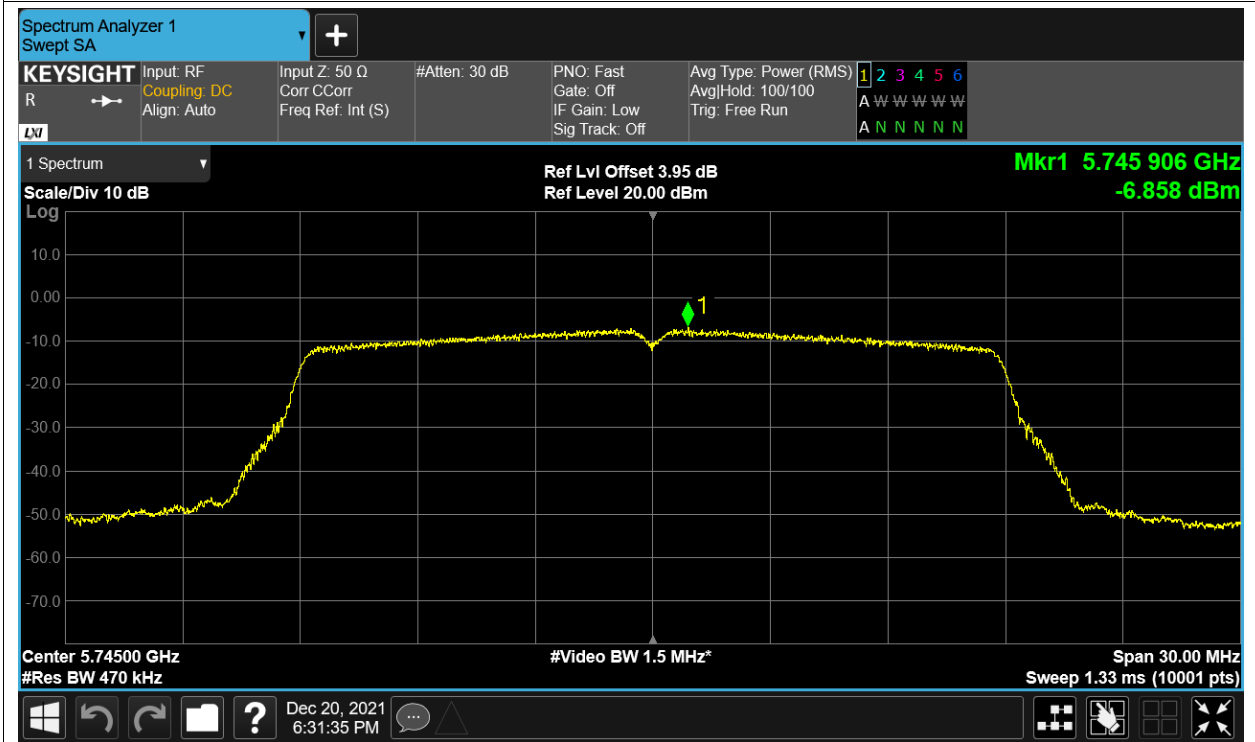 Spectrum Analyzer 1
Swept SA
KEYSIGHT
R
LXI
Input: RF
Coupling: DC
Align: Auto
Input Z: 50 Ω
Corr CCorr
Freq Ref: Int (S)
#Atten: 30 dB
PNO: Fast
Gate: Off
IF Gain: Low
Sig Track: Off
Avg Type: Power (RMS)
Avg|Hold: 100/100
Trig: Free Run
1 2 3 4 5 6
A W W W W W
A N N N N N
1 Spectrum
Scale/Div 10 dB
Log
Ref Lvl Offset 3.95 dB
Ref Level 20.00 dBm
Mkr1 5.745 906 GHz
-6.858 dBm
10.0
0.00
-10.0
-20.0
-30.0
-40.0
-50.0
-60.0
-70.0
1
Center 5.74500 GHz
#Res BW 470 kHz
#Video BW 1.5 MHz*
Span 30.00 MHz
Sweep 1.33 ms (10001 pts)
?
Dec 20, 2021
6:31:35 PM